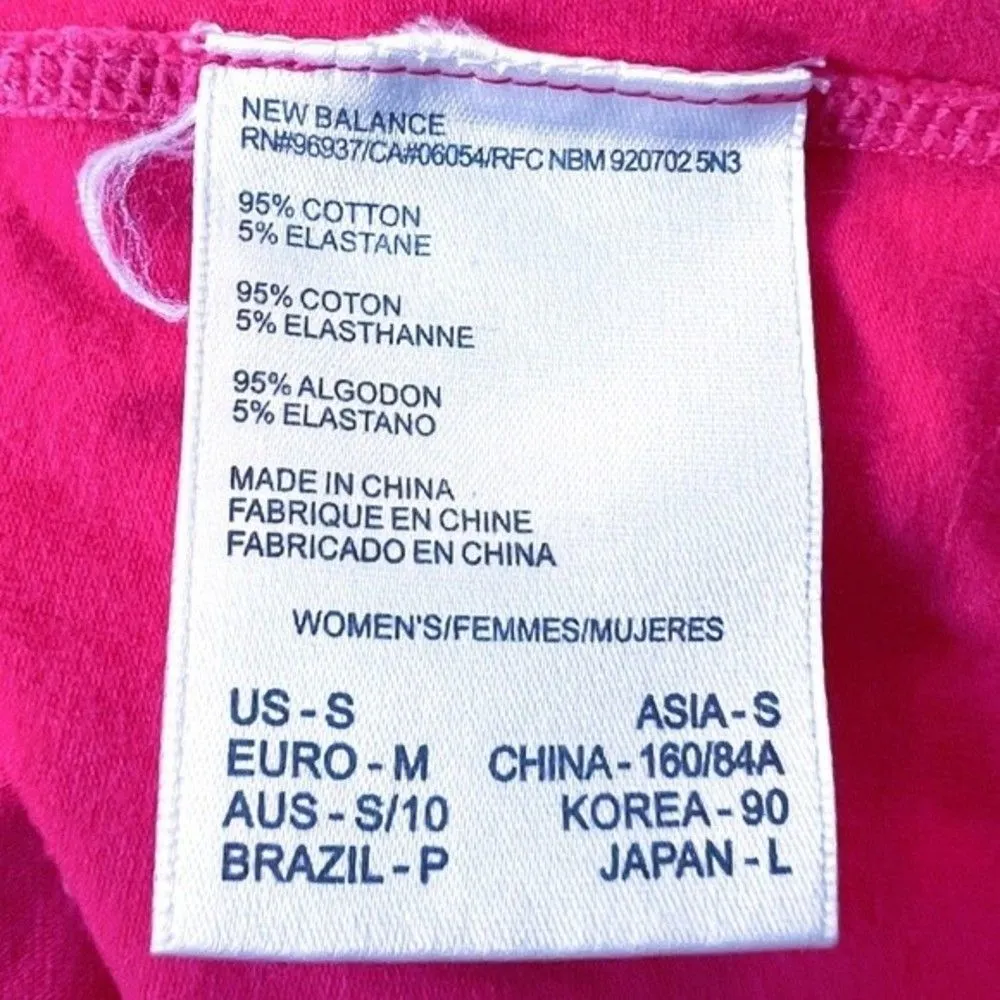 NEW BALANCE
RN#96937/CA#06054/RFC NBM 920702 5N3
95% COTTON
5% ELASTANE
95% COTON
5% ELASTHANNE
95% ALGODON
5% ELASTANO
MADE IN CHINA
FABRIQUE EN CHINE
FABRICADO EN CHINA
WOMEN'S/FEMMES/MUJERES
US - S ASIA - S
EURO - M CHINA - 160/84A
AUS - S/10 KOREA - 90
BRAZIL - P JAPAN - L